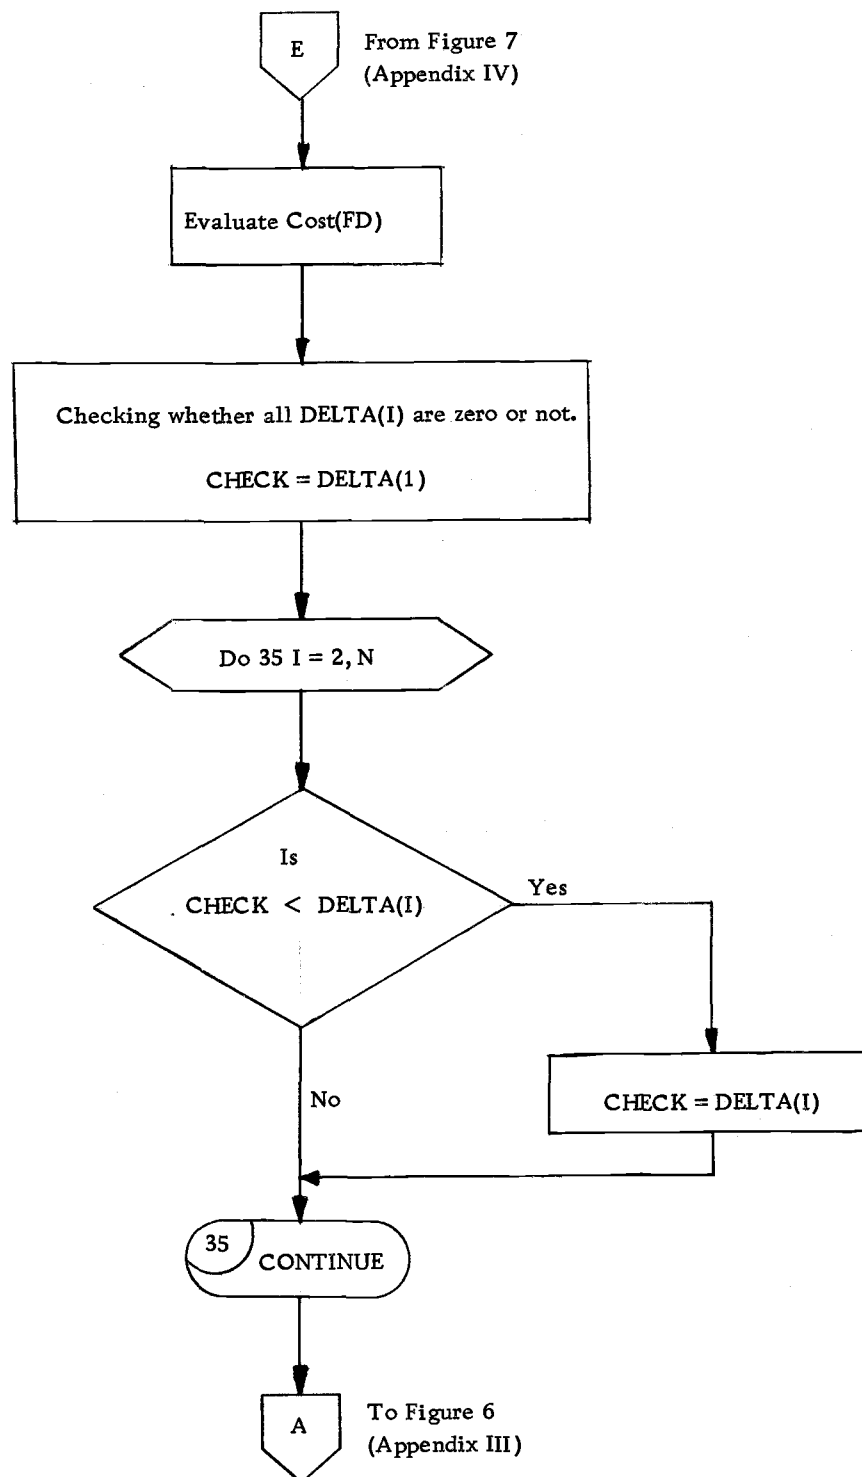 E
From Figure 7
(Appendix IV)
Evaluate Cost(FD)
Checking whether all DELTA(I) are zero or not.
CHECK = DELTA(1)
Do 35 I = 2, N
Is
CHECK < DELTA(I)
Yes
No
CHECK = DELTA(I)
35
CONTINUE
A
To Figure 6
(Appendix III)